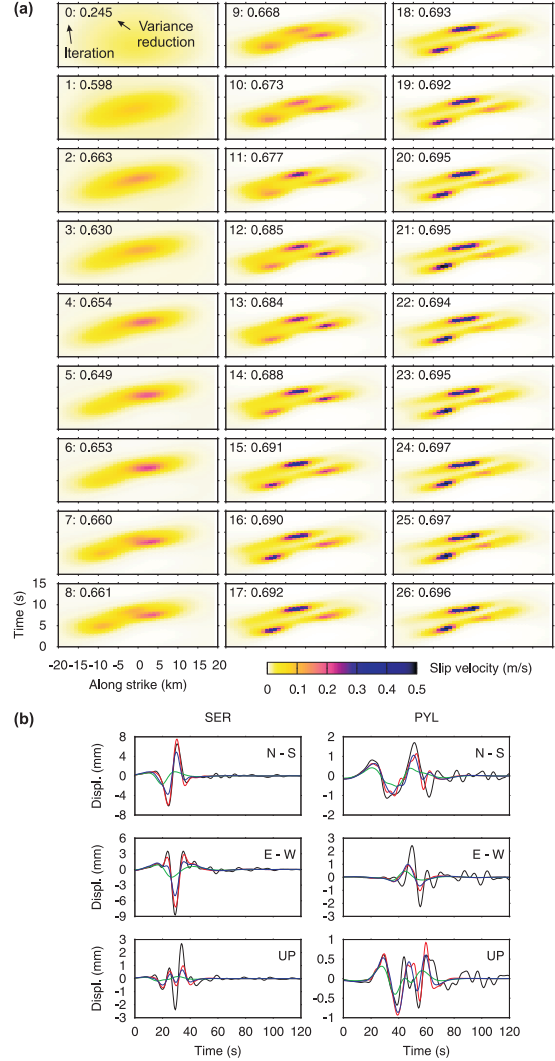 (a)
0: 0.245 Variance reduction
Iteration
1: 0.598
2: 0.663
3: 0.630
4: 0.654
5: 0.649
6: 0.653
7: 0.660
8: 0.661
9: 0.668
10: 0.673
11: 0.677
12: 0.685
13: 0.684
14: 0.688
15: 0.691
16: 0.690
17: 0.692
18: 0.693
19: 0.692
20: 0.695
21: 0.695
22: 0.694
23: 0.695
24: 0.697
25: 0.697
26: 0.696
15
10
5
0
Time (s)
-20 -15 -10 -5 0 5 10 15 20
Along strike (km)
0 0.1 0.2 0.3 0.4 0.5
Slip velocity (m/s)
(b)
SER
PYL
8
4
0
-4
-8
Displ. (mm)
N - S
2
1
0
-1
-2
Displ. (mm)
N - S
6
3
0
-3
-6
-9
Displ. (mm)
E - W
3
2
1
0
-1
-2
-3
Displ. (mm)
E - W
3
2
1
0
-1
-2
-3
Displ. (mm)
UP
1
0.5
0
-0.5
-1
Displ. (mm)
UP
0 20 40 60 80 100 120
Time (s)
0 20 40 60 80 100 120
Time (s)